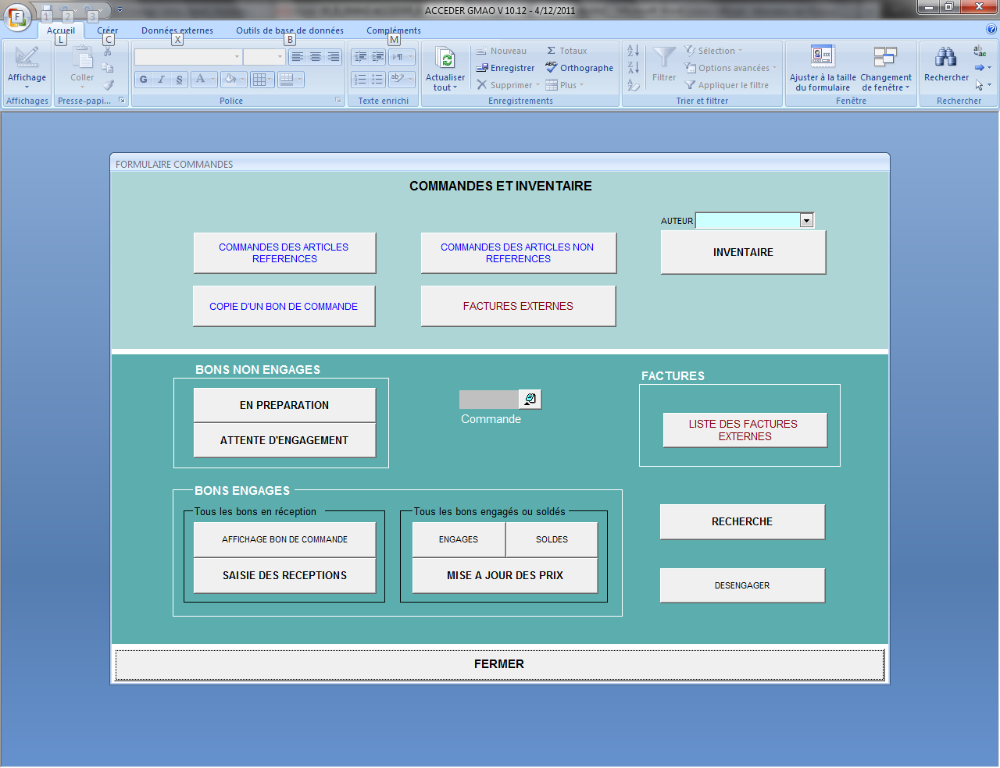 ACCEDER GMAO V 10.12 - 4/12/2011
F 1 2 3
Accueil Créer Données externes Outils de base de données Compléments
L C X B M
Affichage
Coller
Actualiser tout
Nouveau
Enregistrer
Supprimer
Σ Totaux
ABC Orthographe
Plus
Filtrer
Sélection
Options avancées
Appliquer le filtre
Ajuster à la taille du formulaire
Changement de fenêtre
Rechercher
G I S A
ab
Affichages Presse-papi... Police Texte enrichi Enregistrements Trier et filtrer Fenêtre Rechercher
FORMULAIRE COMMANDES
COMMANDES ET INVENTAIRE
AUTEUR
COMMANDES DES ARTICLES
REFERENCES
COMMANDES DES ARTICLES NON
REFERENCES
INVENTAIRE
COPIE D'UN BON DE COMMANDE
FACTURES EXTERNES
BONS NON ENGAGES
EN PREPARATION
ATTENTE D'ENGAGEMENT
Commande
FACTURES
LISTE DES FACTURES
EXTERNES
BONS ENGAGES
Tous les bons en réception
AFFICHAGE BON DE COMMANDE
SAISIE DES RECEPTIONS
Tous les bons engagés ou soldés
ENGAGES
SOLDES
MISE A JOUR DES PRIX
RECHERCHE
DESENGAGER
FERMER